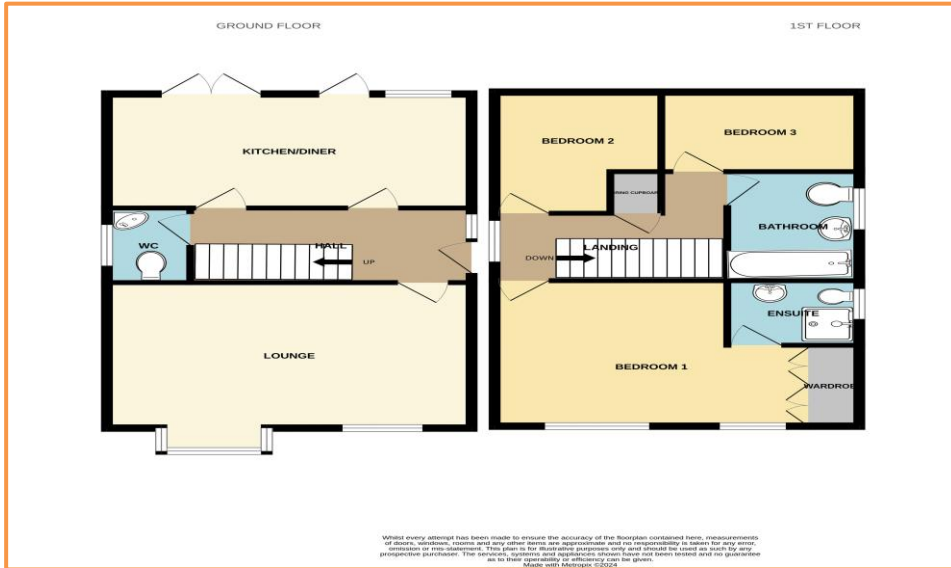 GROUND FLOOR
1ST FLOOR
KITCHEN/DINER
WC
HALL
UP
LOUNGE
BEDROOM 2
BEDROOM 3
RING CUPBOAR
BATHROOM
LANDING
DOWN
ENSUITE
BEDROOM 1
WARDROBE
Whilst every attempt has been made to ensure the accuracy of the floorplan contained here, measurements
of doors, windows, rooms and any other items are approximate and no responsibility is taken for any error,
omission or mis-statement. This plan is for illustrative purposes only and should be used as such by any
prospective purchaser. The services, systems and appliances shown have not been tested and no guarantee
as to their operability or efficiency can be given.
Made with Metropix ©2024